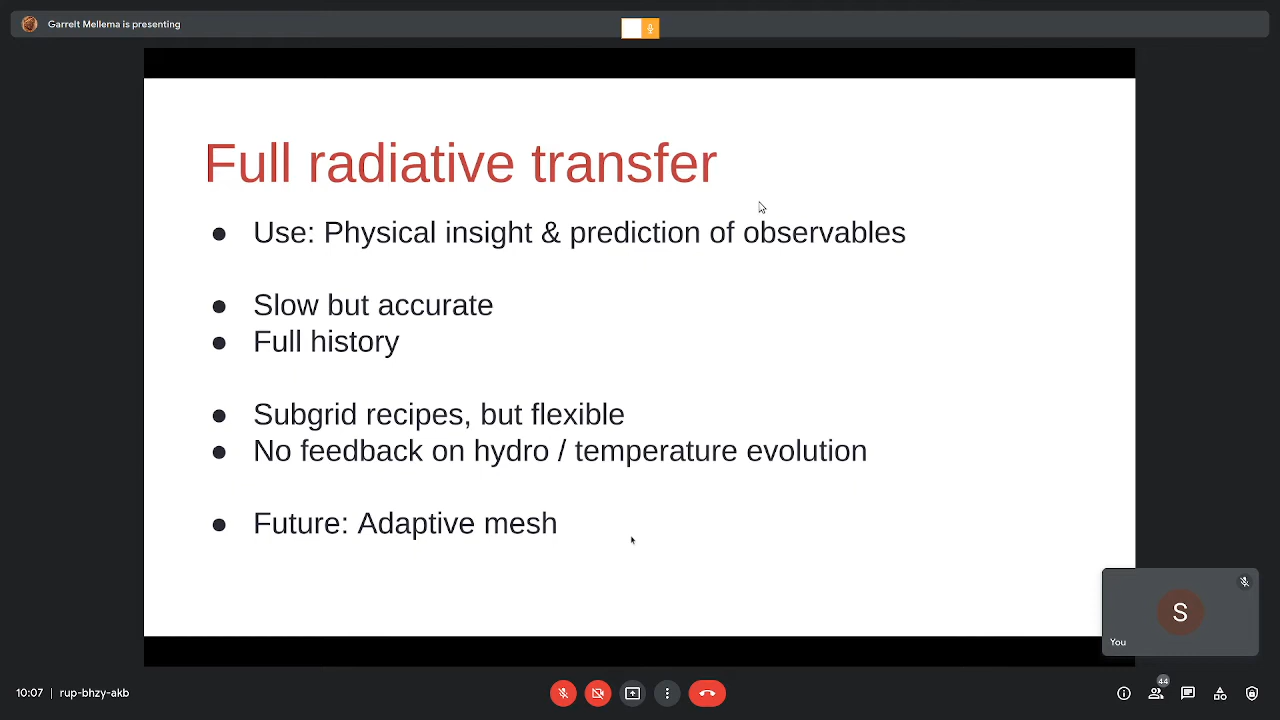 Garrelt Mellema is presenting
Full radiative transfer
● Use: Physical insight & prediction of observables
● Slow but accurate
● Full history
● Subgrid recipes, but flexible
● No feedback on hydro / temperature evolution
● Future: Adaptive mesh
S
You
44
10:07 | rup-bhzy-akb